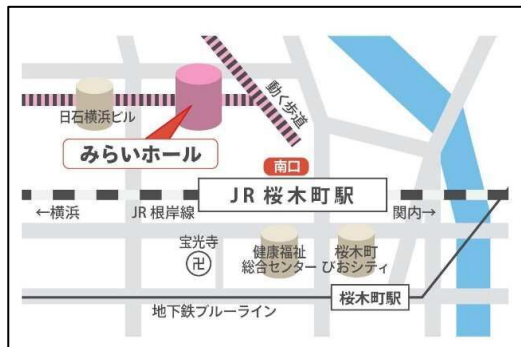 動く歩道
日石横浜ビル
みらいホール
南口
JR 桜木町駅
←横浜
JR 根岸線
関内→
宝光寺
卍
健康福祉
総合センター
桜木町
ぴおシティ
桜木町駅
地下鉄ブルーライン